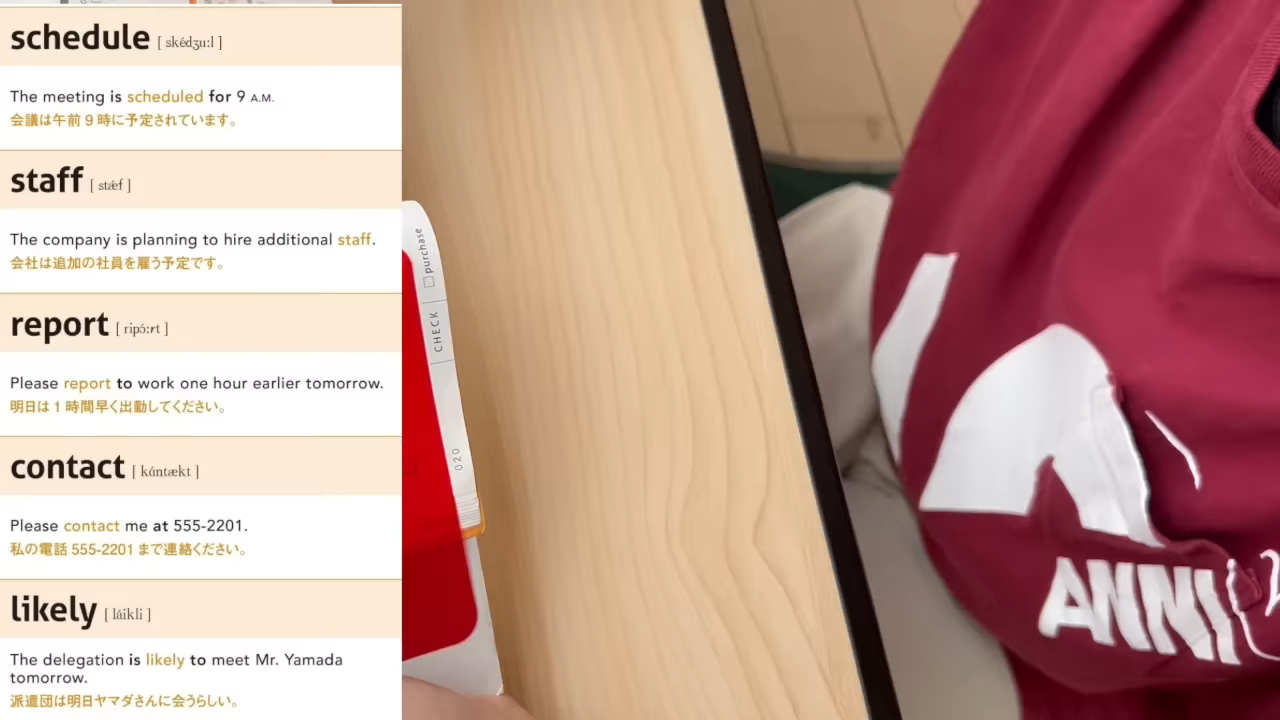 schedule [ skédʒuːl ]
The meeting is scheduled for 9 A.M.
会議は午前 9 時に予定されています。
staff [ stǽf ]
The company is planning to hire additional staff.
会社は追加の社員を雇う予定です。
report [ ripɔ́ːrt ]
Please report to work one hour earlier tomorrow.
明日は 1 時間早く出勤してください。
contact [ kɑ́ntækt ]
Please contact me at 555-2201.
私の電話 555-2201 まで連絡ください。
likely [ láikli ]
The delegation is likely to meet Mr. Yamada
tomorrow.
派遣団は明日ヤマダさんに会うらしい。
purchase
CHECK
020
ANNI